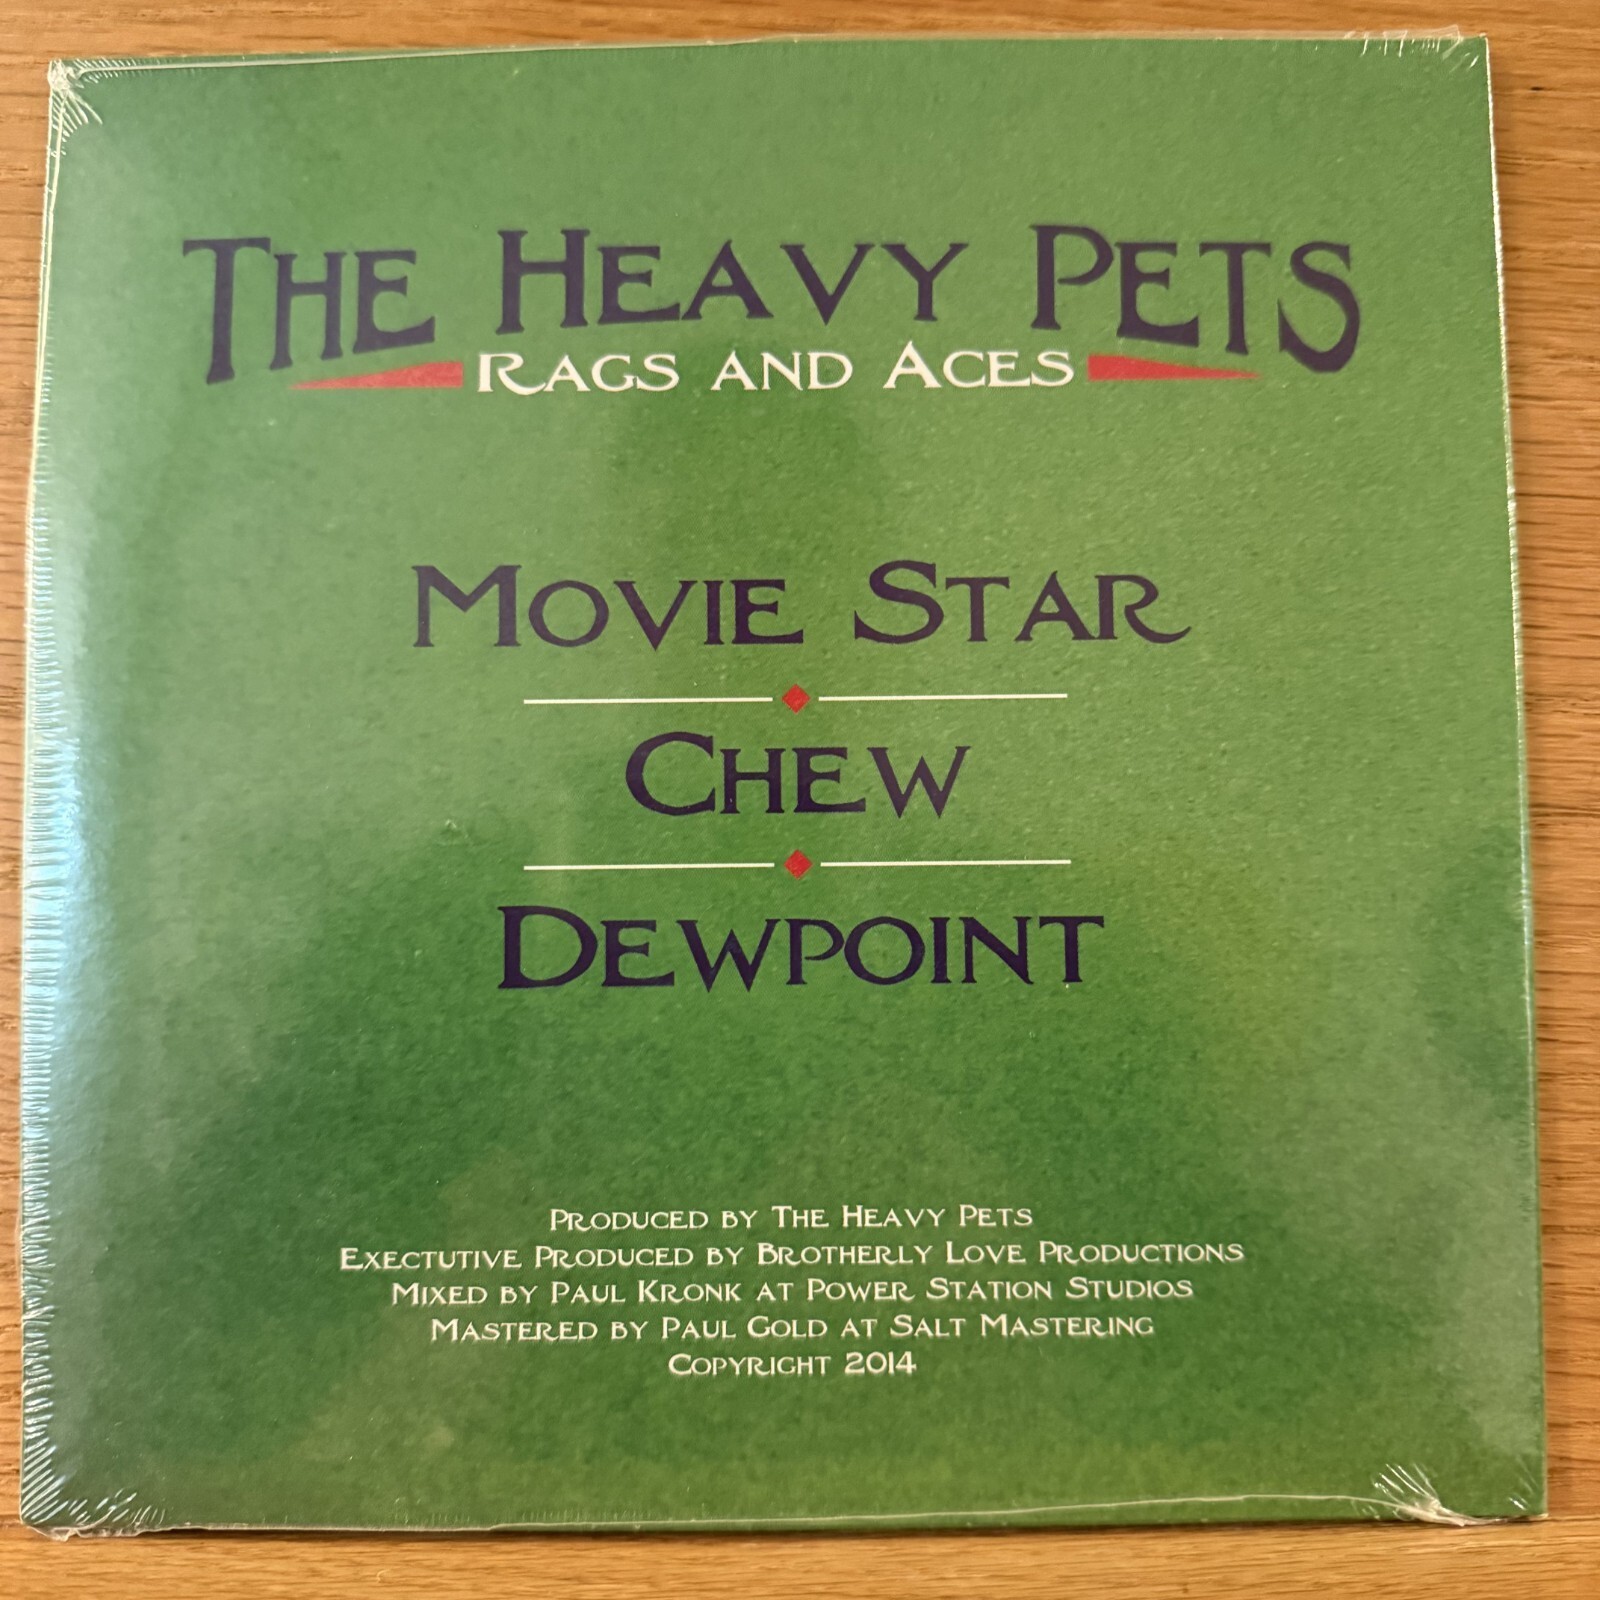 The Heavy Pets
Rags and Aces
Movie Star
Chew
Dewpoint
Produced by The Heavy Pets
Exectutive Produced by Brotherly Love Productions
Mixed by Paul Kronk at Power Station Studios
Mastered by Paul Gold at Salt Mastering
Copyright 2014